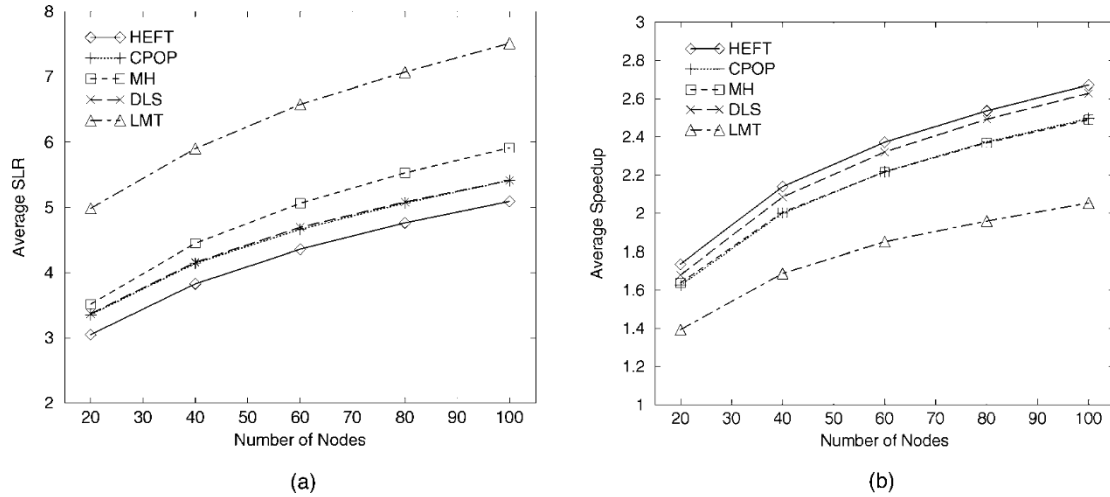 8
7
6
5
4
3
2
Average SLR
HEFT
CPOP
MH
DLS
LMT
20 30 40 50 60 70 80 90 100
Number of Nodes
(a)
3
2.8
2.6
2.4
2.2
2
1.8
1.6
1.4
1.2
1
Average Speedup
HEFT
CPOP
MH
DLS
LMT
20 30 40 50 60 70 80 90 100
Number of Nodes
(b)